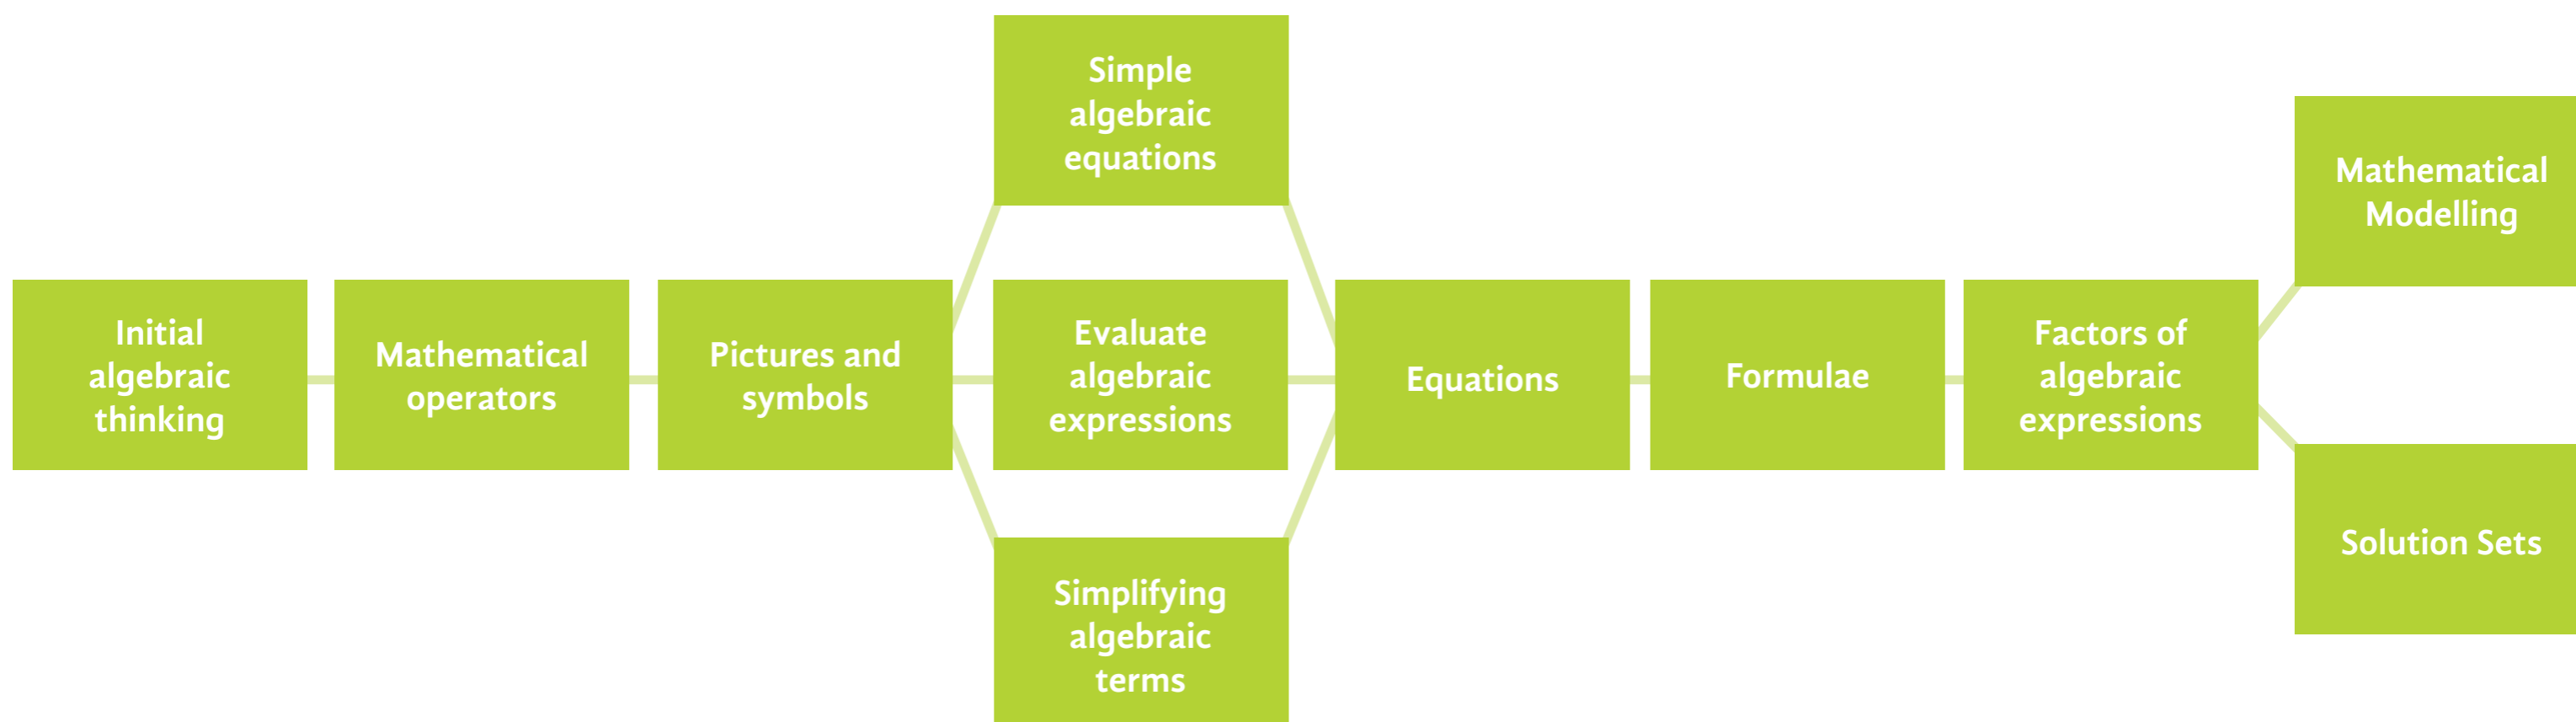 Initial
algebraic
thinking
Mathematical
operators
Pictures and
symbols
Simple
algebraic
equations
Evaluate
algebraic
expressions
Simplifying
algebraic
terms
Equations
Formulae
Factors of
algebraic
expressions
Mathematical
Modelling
Solution Sets